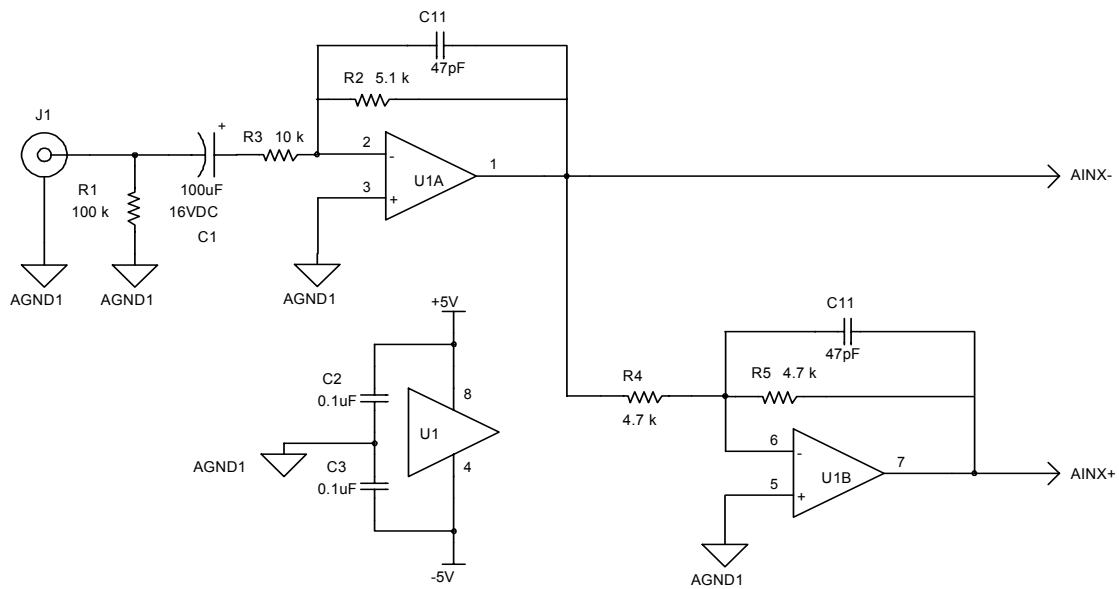 C11
47pF
R2 5.1 k
J1
+
R3 10 k
2
-
1
U1A
AINX-
R1
100 k
100uF
16VDC
C1
3
+
AGND1
AGND1
AGND1
+5V
C11
47pF
C2
0.1uF
8
R4
4.7 k
R5 4.7 k
U1
AGND1
C3
0.1uF
4
6
-
7
U1B
AINX+
5
+
-5V
AGND1